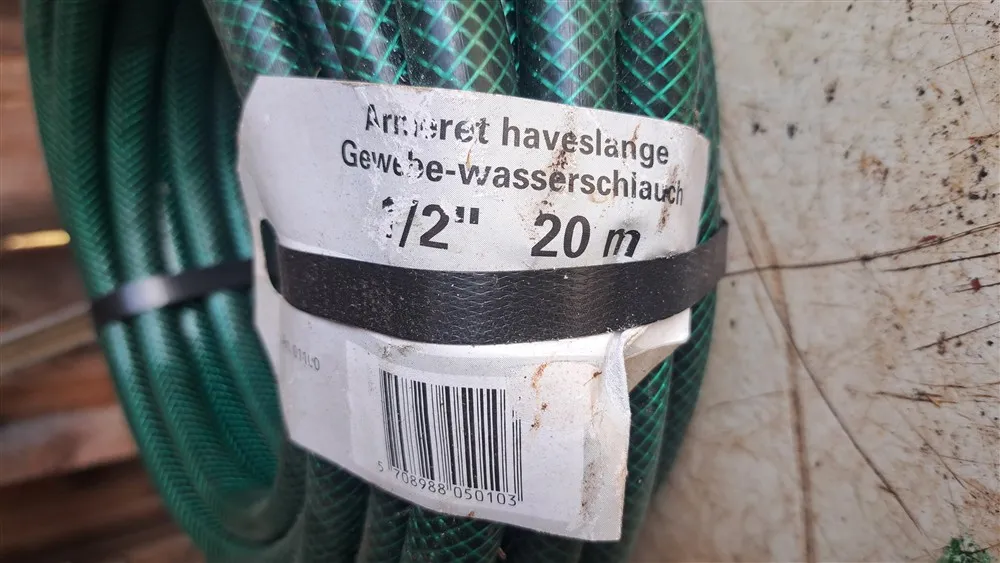 Armeret haveslange
Gewebe-wasserschlauch
1/2" 20 m
5 708988 050103